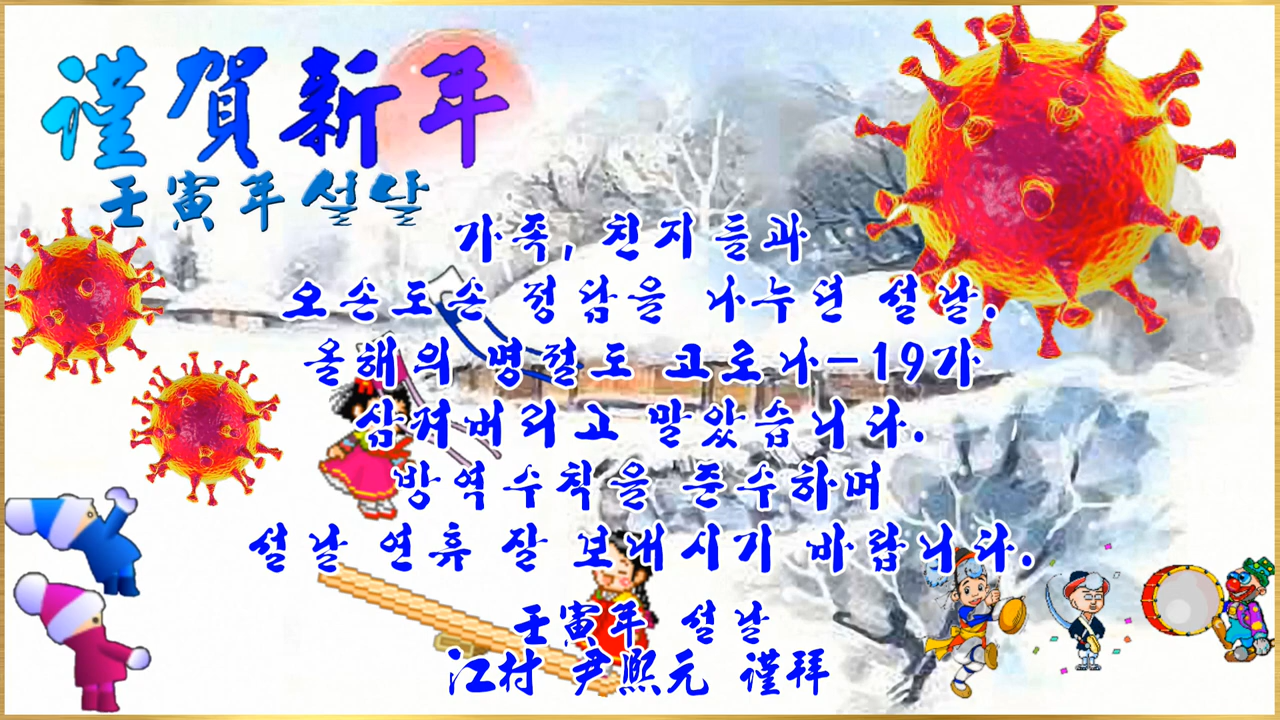 謹賀新年
壬寅年설날
가족, 친지들과
오손도손 정담을 나누던 설날.
올해의 명절도 코로나-19가
삼켜버리고 말았습니다.
방역수칙을 준수하며
설날 연휴 잘 보내시기 바랍니다.
壬寅年 설날
江村 尹熙元 謹拜